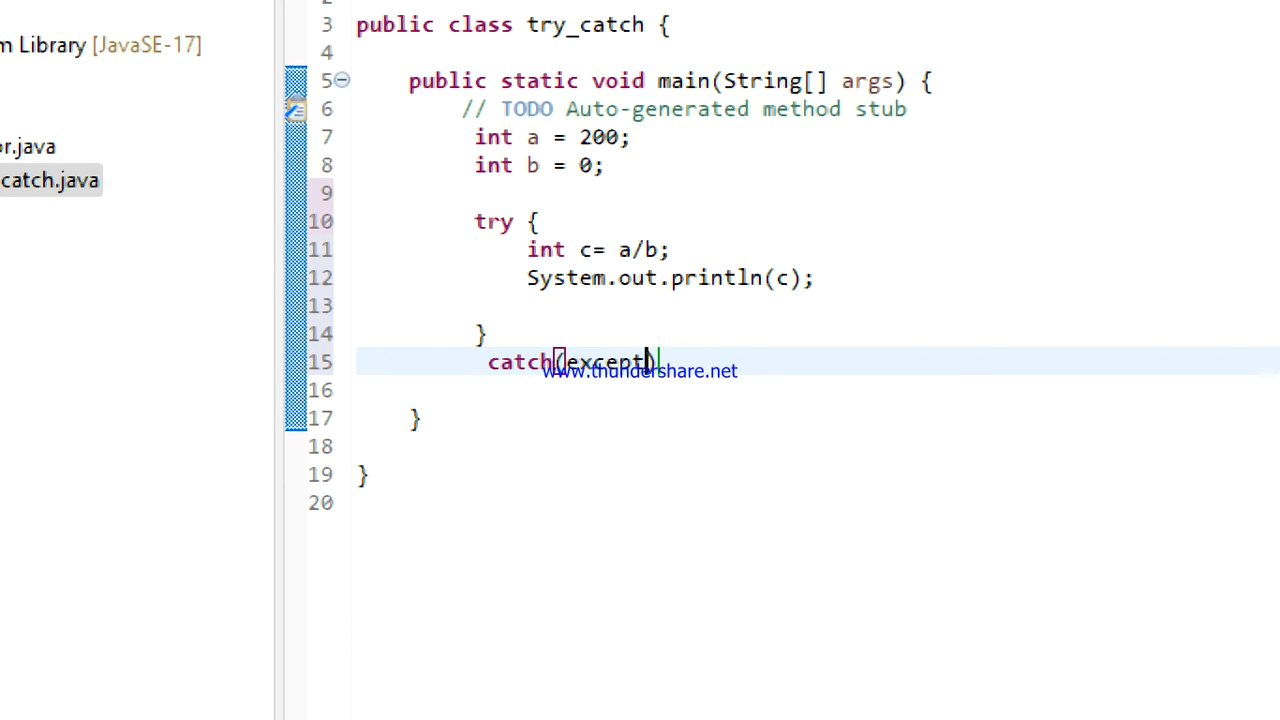 m Library [JavaSE-17]
or.java
catch.java
3 public class try_catch {
4
5 public static void main(String[] args) {
6 // TODO Auto-generated method stub
7 int a = 200;
8 int b = 0;
9
10 try {
11 int c= a/b;
12 System.out.println(c);
13
14 }
15 catch(except)
www.thundershare.net
16
17 }
18
19 }
20